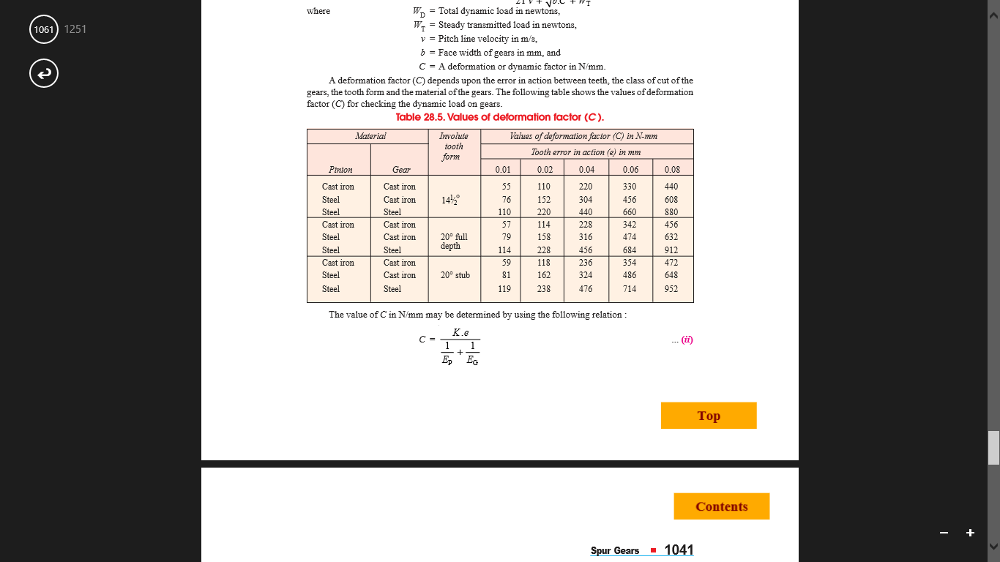 1061 1251
21 v + √b.C + W_T
where W_D = Total dynamic load in newtons,
W_T = Steady transmitted load in newtons,
v = Pitch line velocity in m/s,
b = Face width of gears in mm, and
C = A deformation or dynamic factor in N/mm.
A deformation factor (C) depends upon the error in action between teeth, the class of cut of the
gears, the tooth form and the material of the gears. The following table shows the values of deformation
factor (C) for checking the dynamic load on gears.
Table 28.5. Values of deformation factor (C).
Material Involute tooth form Values of deformation factor (C) in N-mm
Tooth error in action (e) in mm
Pinion Gear 0.01 0.02 0.04 0.06 0.08
Cast iron Cast iron 55 110 220 330 440
Steel Cast iron 14½° 76 152 304 456 608
Steel Steel 110 220 440 660 880
Cast iron Cast iron 57 114 228 342 456
Steel Cast iron 20° full depth 79 158 316 474 632
Steel Steel 114 228 456 684 912
Cast iron Cast iron 59 118 236 354 472
Steel Cast iron 20° stub 81 162 324 486 648
Steel Steel 119 238 476 714 952
The value of C in N/mm may be determined by using the following relation :
C = K.e / (1/E_P + 1/E_G) ... (ii)
Top
Contents
Spur Gears ■ 1041